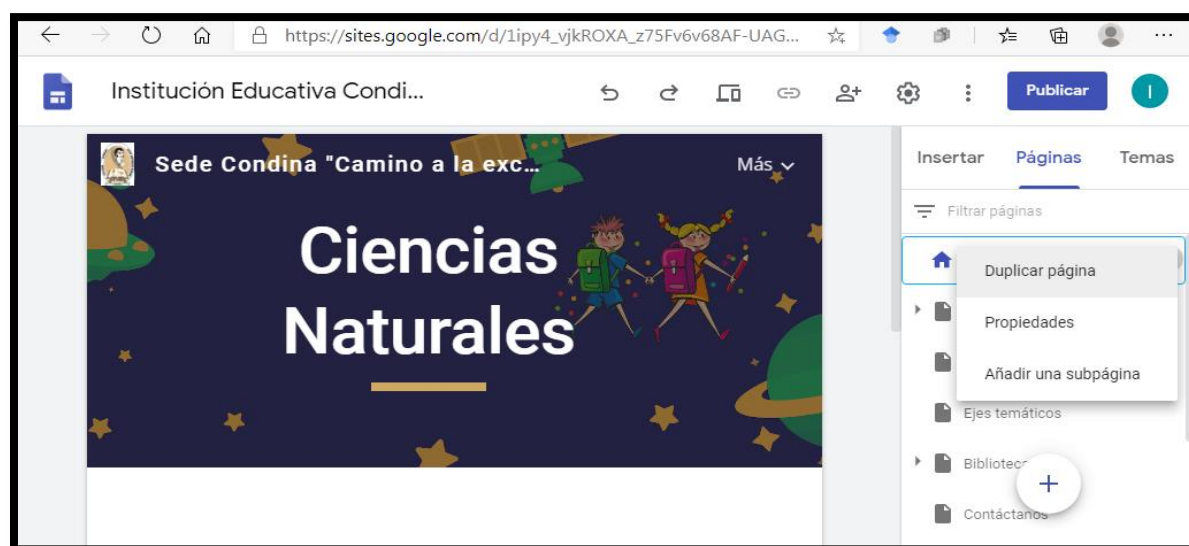 https://sites.google.com/d/1ipy4_vjkROXA_z75Fv6v68AF-UAG...
Institución Educativa Condi...
Publicar
I
Sede Condina "Camino a la exc...
Más
Ciencias
Naturales
Insertar Páginas Temas
Filtrar páginas
Duplicar página
Propiedades
Añadir una subpágina
Ejes temáticos
Contáctanos